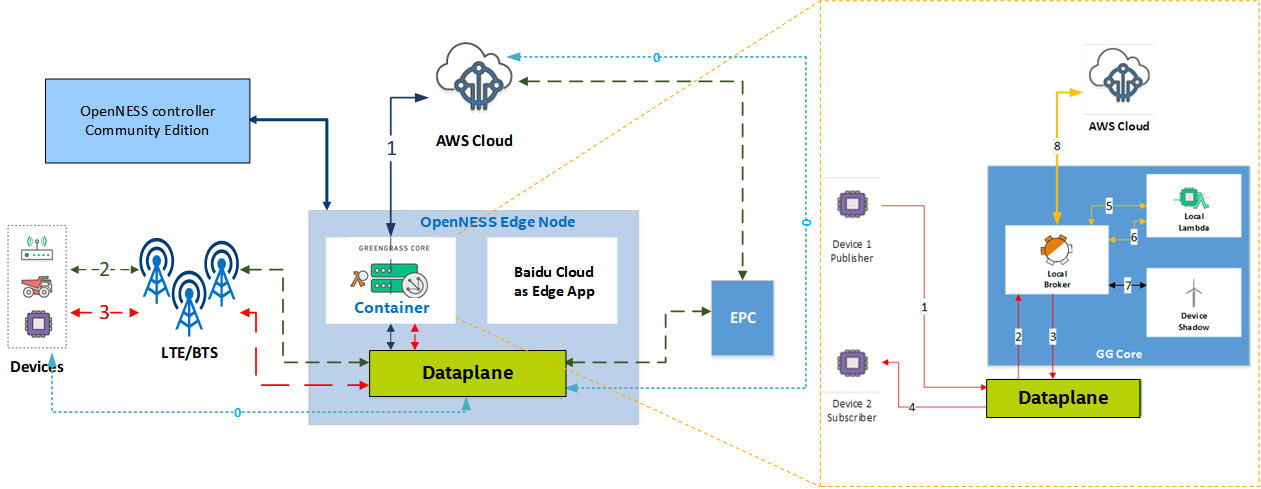 OpenNESS controller
Community Edition
AWS Cloud
0
1
0
OpenNESS Edge Node
GREENGRASS CORE
Container
Baidu Cloud
as Edge App
EPC
2
3
Devices
LTE/BTS
Dataplane
0
AWS Cloud
8
Device 1
Publisher
5
6
Local
Lambda
Local
Broker
7
Device
Shadow
1
2
3
GG Core
Device 2
Subscriber
4
Dataplane